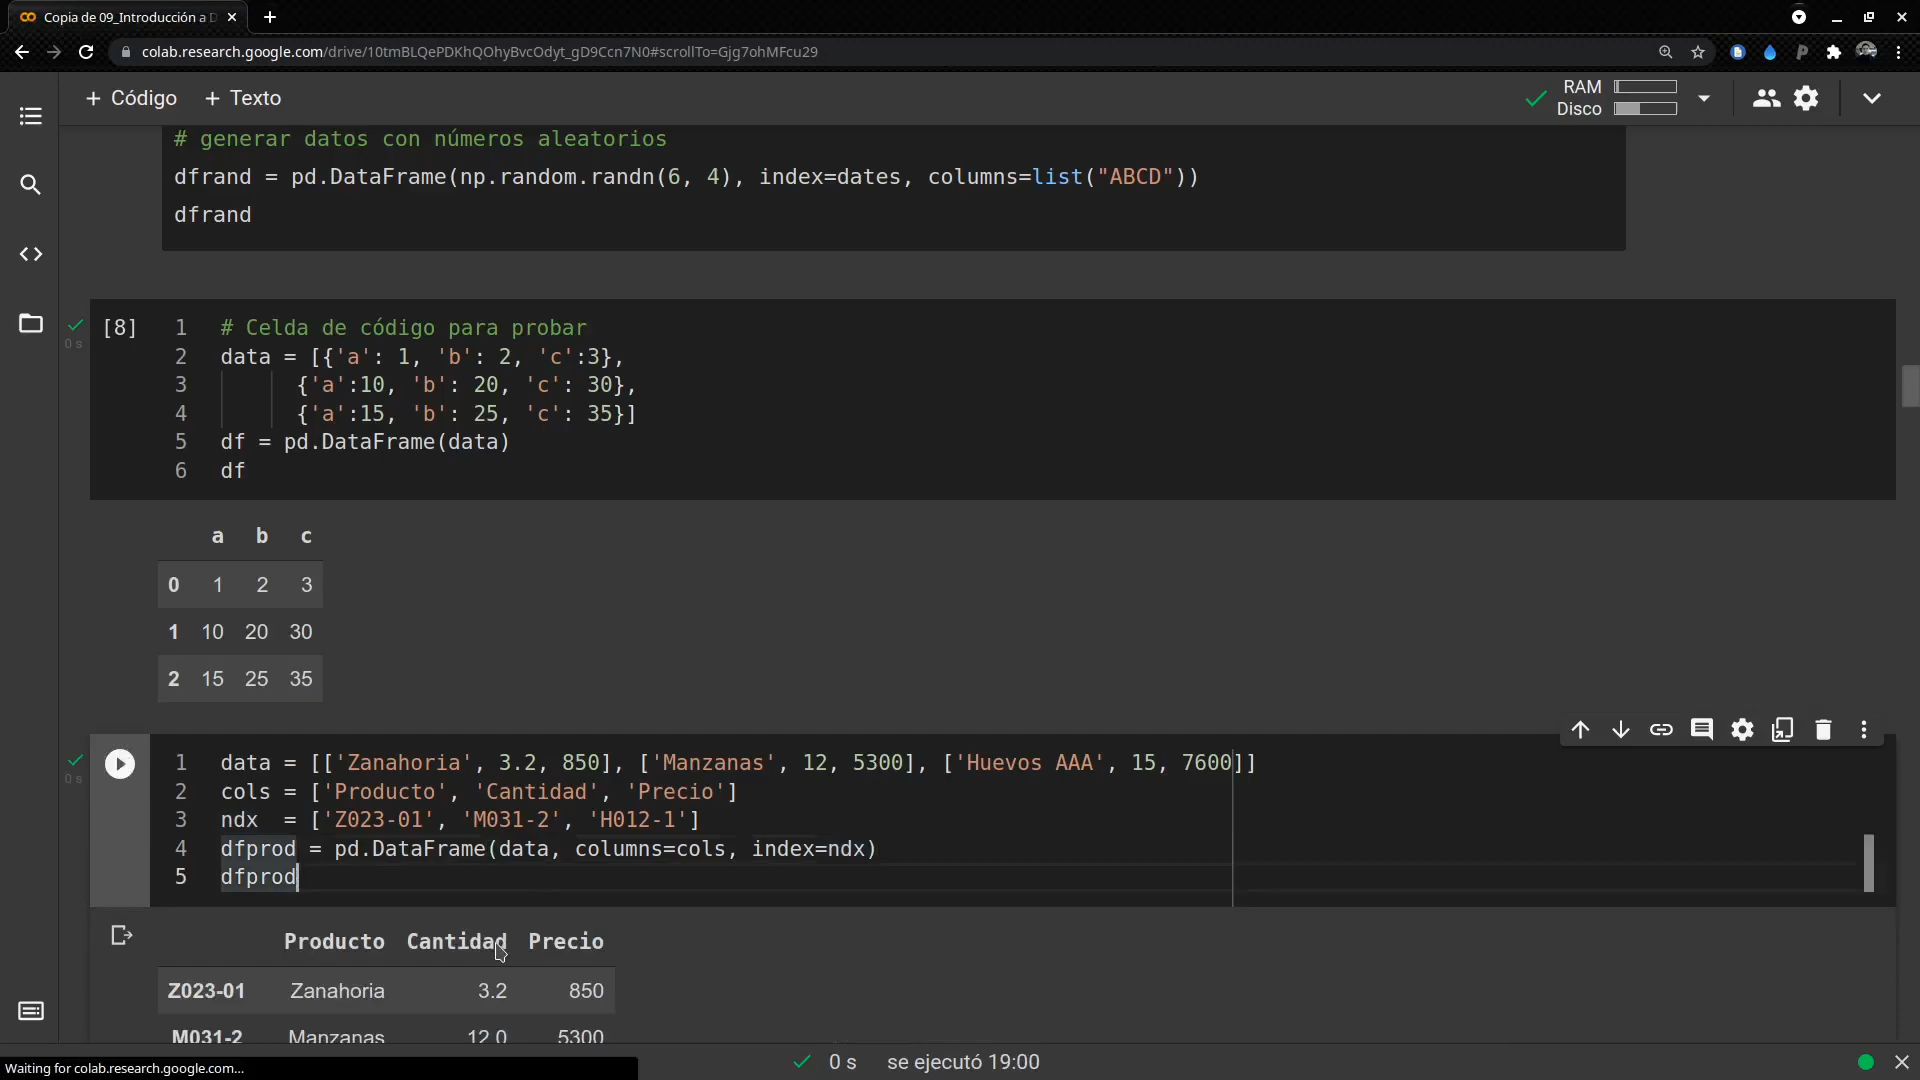 Copia de 09_Introducción a D
colab.research.google.com/drive/10tmBLQePDKhQOhyBvcOdyt_gD9Ccn7N0#scrollTo=Gjg7ohMFcu29
+ Código + Texto
RAM
Disco
# generar datos con números aleatorios
dfrand = pd.DataFrame(np.random.randn(6, 4), index=dates, columns=list("ABCD"))
dfrand
[8] 1 # Celda de código para probar
0 s
2 data = [{'a': 1, 'b': 2, 'c':3},
3 {'a':10, 'b': 20, 'c': 30},
4 {'a':15, 'b': 25, 'c': 35}]
5 df = pd.DataFrame(data)
6 df
a b c
0 1 2 3
1 10 20 30
2 15 25 35
1 data = [['Zanahoria', 3.2, 850], ['Manzanas', 12, 5300], ['Huevos AAA', 15, 7600]]
0 s
2 cols = ['Producto', 'Cantidad', 'Precio']
3 ndx  = ['Z023-01', 'M031-2', 'H012-1']
4 dfprod = pd.DataFrame(data, columns=cols, index=ndx)
5 dfprod
Producto Cantidad Precio
Z023-01 Zanahoria 3.2 850
M031-2 Manzanas 12.0 5300
0 s se ejecutó 19:00
Waiting for colab.research.google.com...